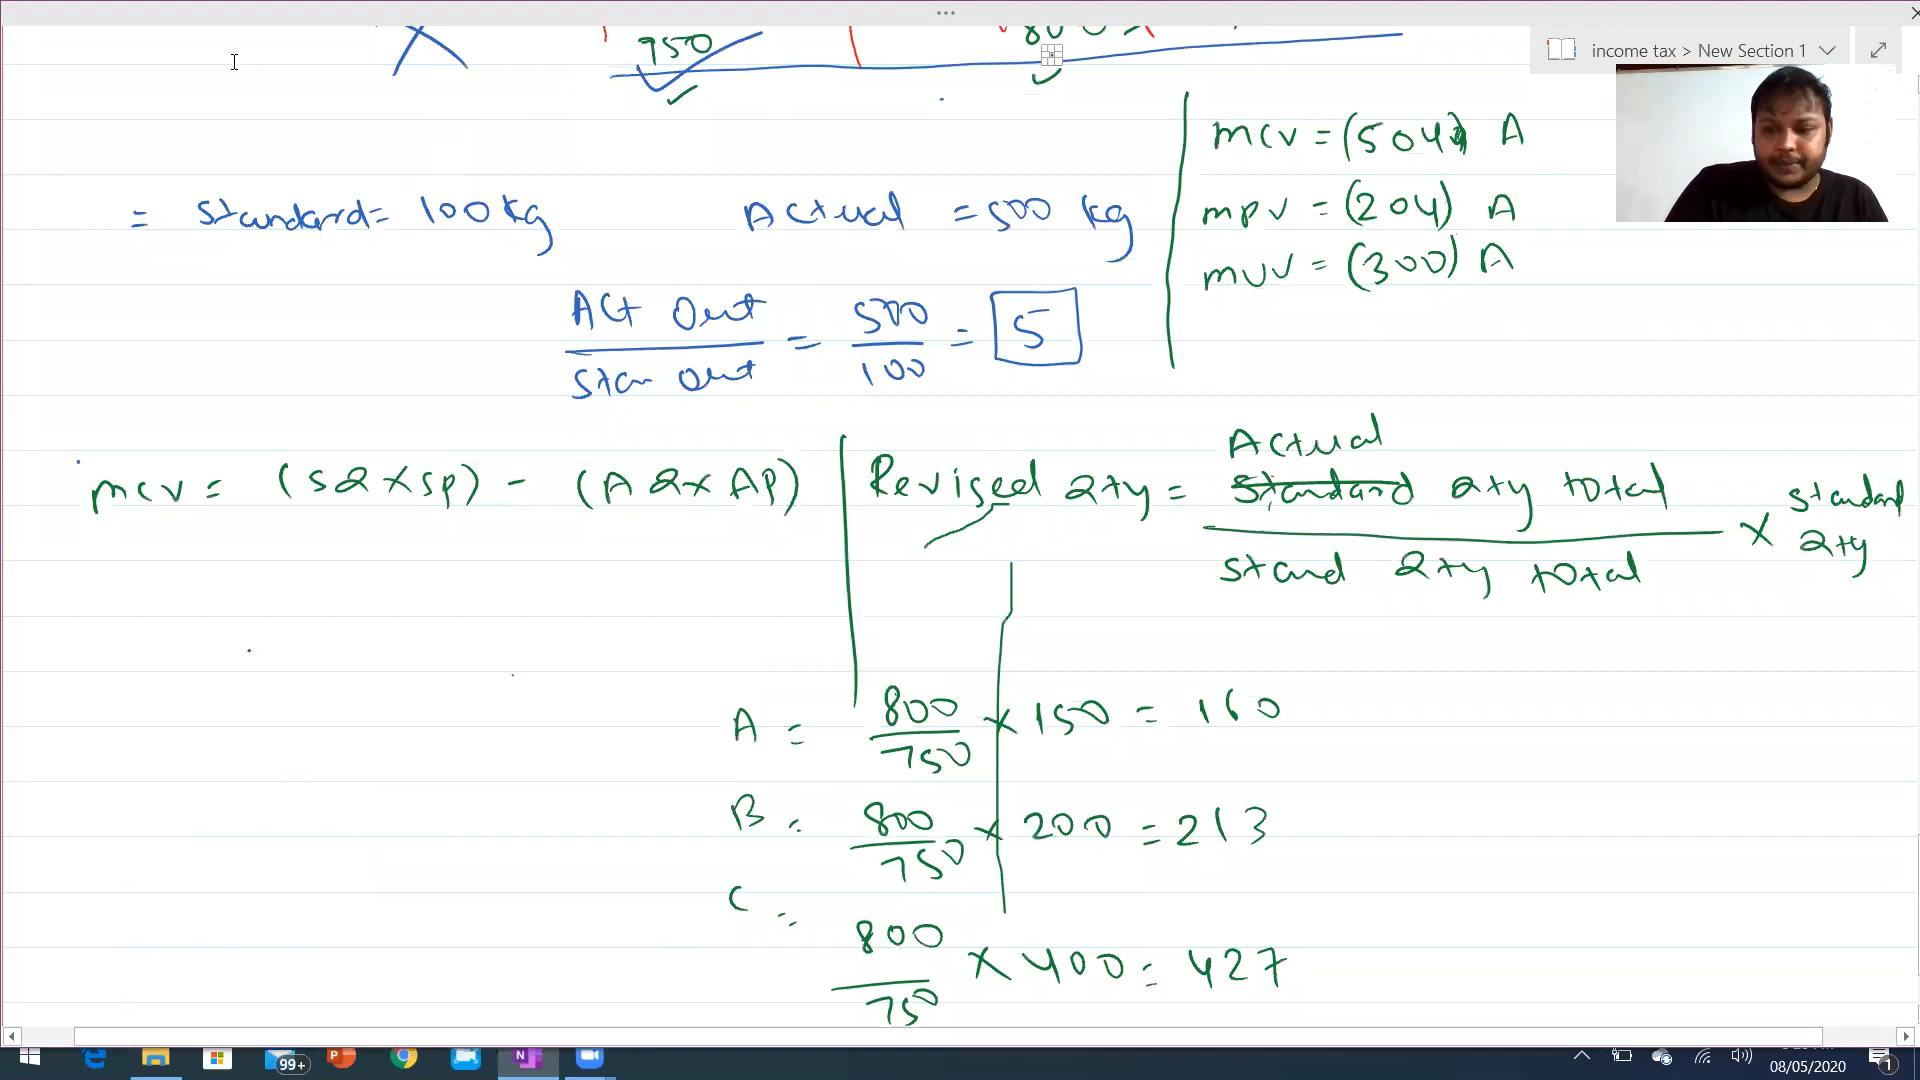 750
income tax > New Section 1
mcv = (504) A
= Standard = 100 kg
Actual = 500 kg
mpv = (204) A
muv = (300) A
Act Out / Stan Out = 500 / 100 = 5
Actual
mcv = (SQ X SP) - (AQ X AP)
Revised Qty = Standard Qty total / Stand Qty total X Standard Qty
A = 800 / 750 X 150 = 160
B = 800 / 750 X 200 = 213
C = 800 / 750 X 400 = 427
99+
08/05/2020
1